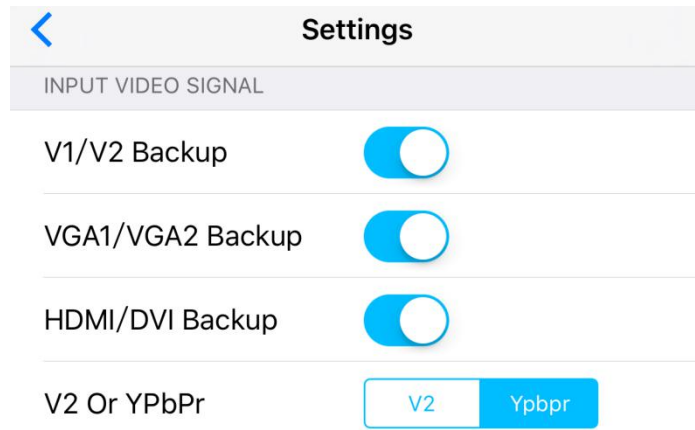 Settings
INPUT VIDEO SIGNAL
V1/V2 Backup
VGA1/VGA2 Backup
HDMI/DVI Backup
V2 Or YPbPr V2 Ypbpr